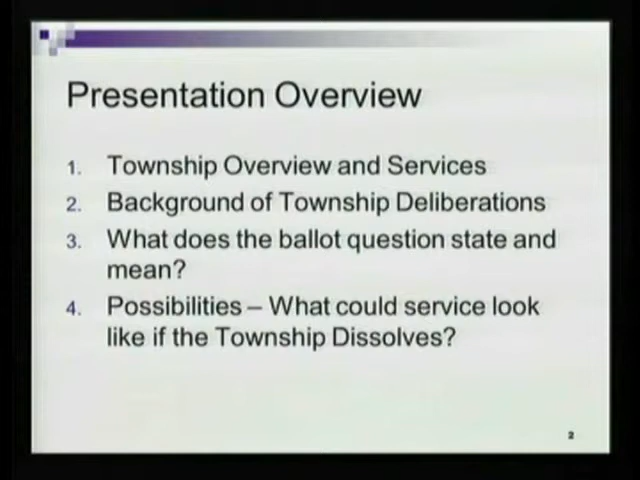 Presentation Overview
1. Township Overview and Services
2. Background of Township Deliberations
3. What does the ballot question state and
mean?
4. Possibilities – What could service look
like if the Township Dissolves?
2